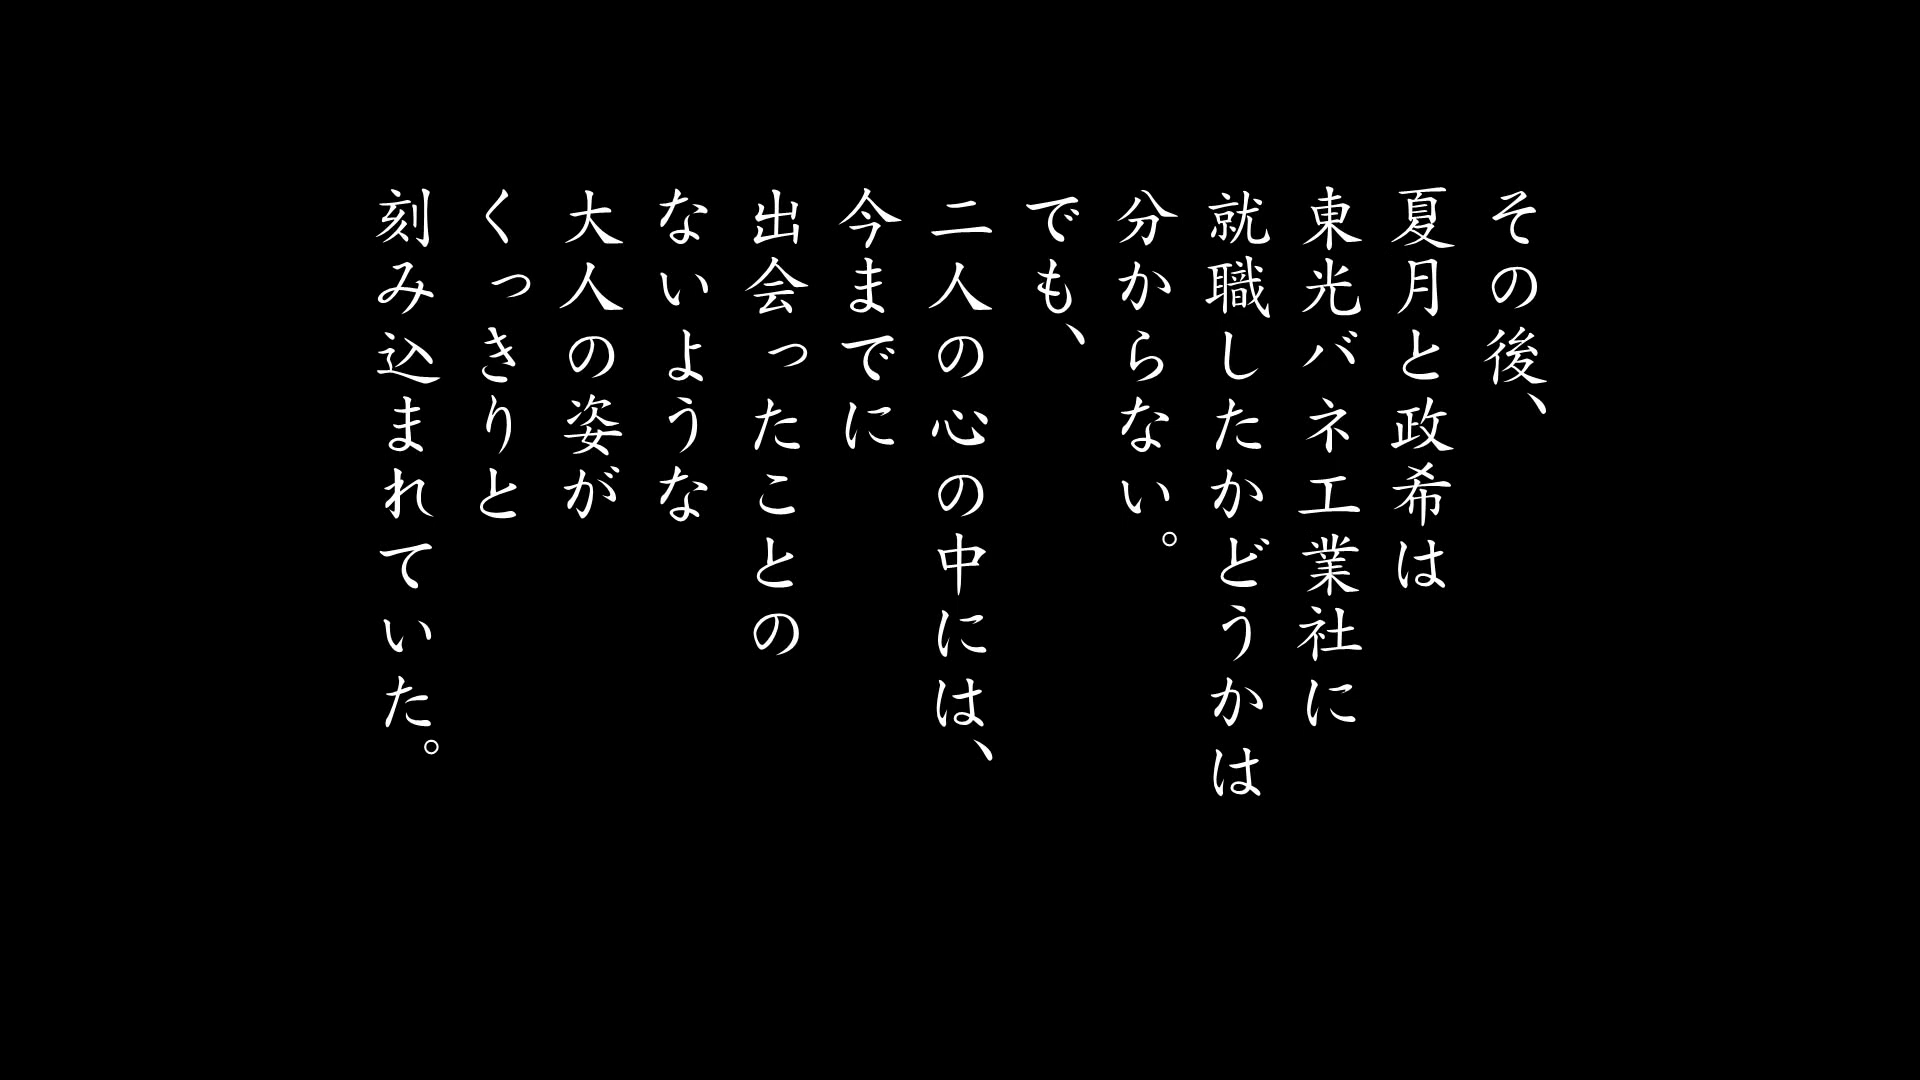 その後、
夏月と政希は
東光バネ工業社に
就職したかどうかは
分からない。
でも、
二人の心の中には、
今までに
出会ったことの
ないような
大人の姿が
くっきりと
刻み込まれていた。